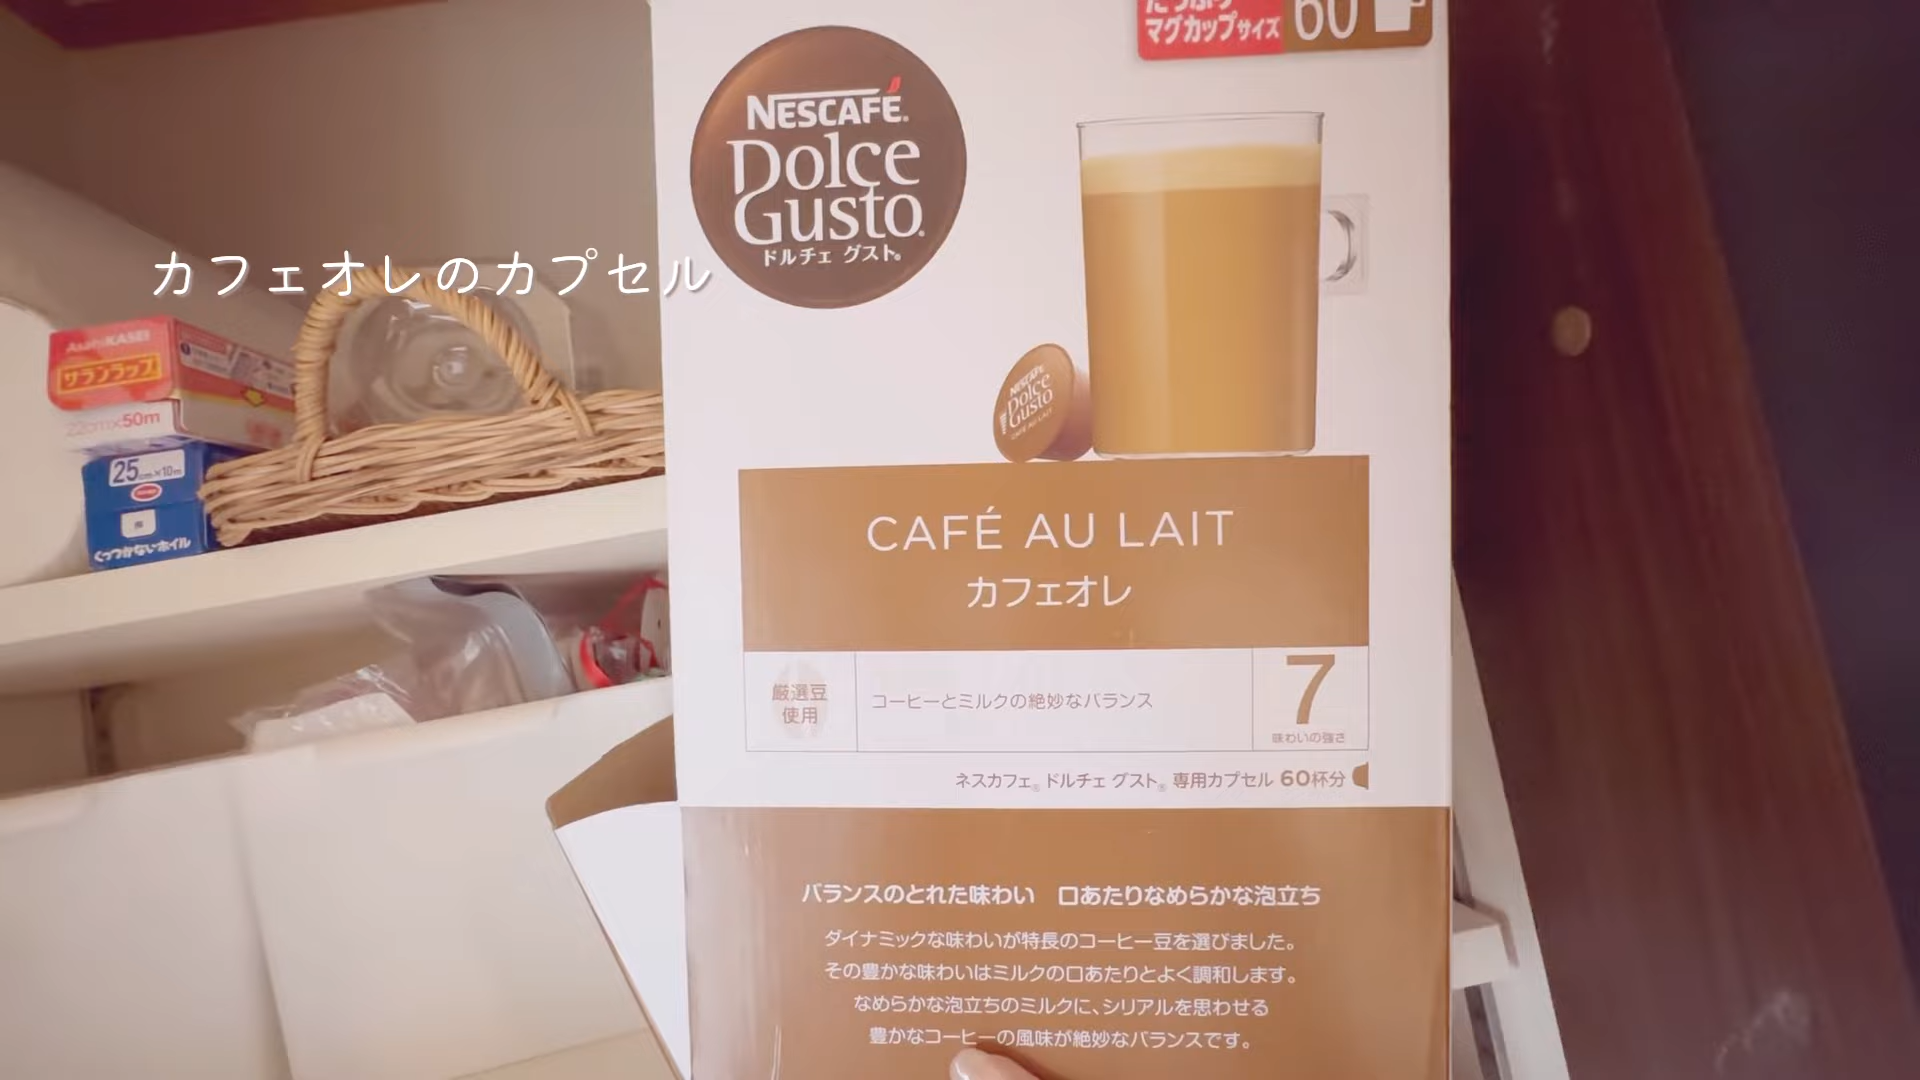 たっぷり
マグカップサイズ 60
NESCAFÉ®
Dolce
Gusto®
ドルチェ グスト®
カフェオレのカプセル
AsahiKASEI
サランラップ
22cm×50m
25cm×10m
くっつかないホイル
NESCAFÉ
Dolce
Gusto
CAFÉ AU LAIT
CAFÉ AU LAIT
カフェオレ
厳選豆
使用
コーヒーとミルクの絶妙なバランス
7
味わいの強さ
ネスカフェ® ドルチェ グスト® 専用カプセル 60杯分
バランスのとれた味わい 口あたりなめらかな泡立ち
ダイナミックな味わいが特長のコーヒー豆を選びました。
その豊かな味わいはミルクの口あたりとよく調和します。
なめらかな泡立ちのミルクに、シリアルを思わせる
豊かなコーヒーの風味が絶妙なバランスです。